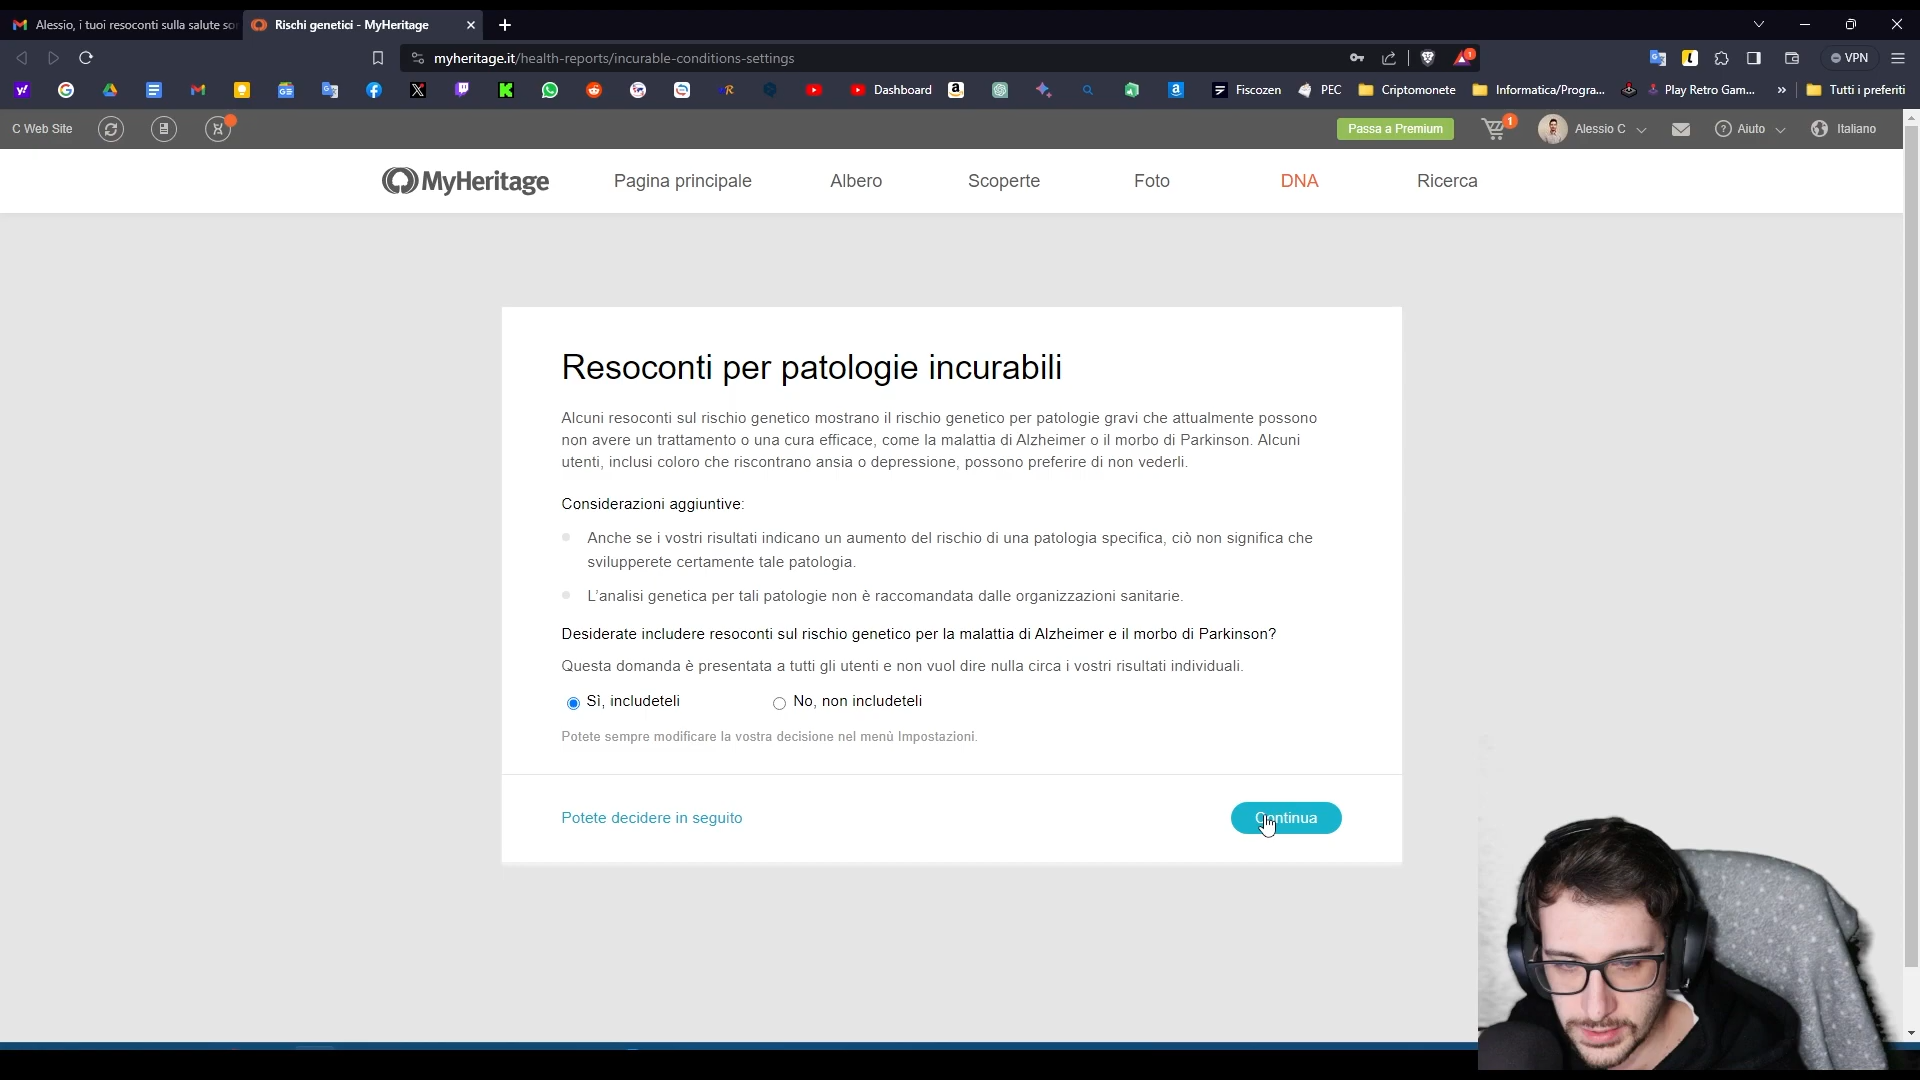 Alessio, i tuoi resoconti sulla salute so
Rischi genetici - MyHeritage
myheritage.it/health-reports/incurable-conditions-settings
1
VPN
Dashboard
Fiscozen
PEC
Criptomonete
Informatica/Progra...
Play Retro Gam...
Tutti i preferiti
C Web Site
Passa a Premium
1
Alessio C
Aiuto
Italiano
MyHeritage
Pagina principale
Albero
Scoperte
Foto
DNA
Ricerca
Resoconti per patologie incurabili
Alcuni resoconti sul rischio genetico mostrano il rischio genetico per patologie gravi che attualmente possono
non avere un trattamento o una cura efficace, come la malattia di Alzheimer o il morbo di Parkinson. Alcuni
utenti, inclusi coloro che riscontrano ansia o depressione, possono preferire di non vederli.
Considerazioni aggiuntive:
Anche se i vostri risultati indicano un aumento del rischio di una patologia specifica, ciò non significa che
svilupperete certamente tale patologia.
L'analisi genetica per tali patologie non è raccomandata dalle organizzazioni sanitarie.
Desiderate includere resoconti sul rischio genetico per la malattia di Alzheimer e il morbo di Parkinson?
Questa domanda è presentata a tutti gli utenti e non vuol dire nulla circa i vostri risultati individuali.
Sì, includeteli
No, non includeteli
Potete sempre modificare la vostra decisione nel menù Impostazioni.
Potete decidere in seguito
Continua